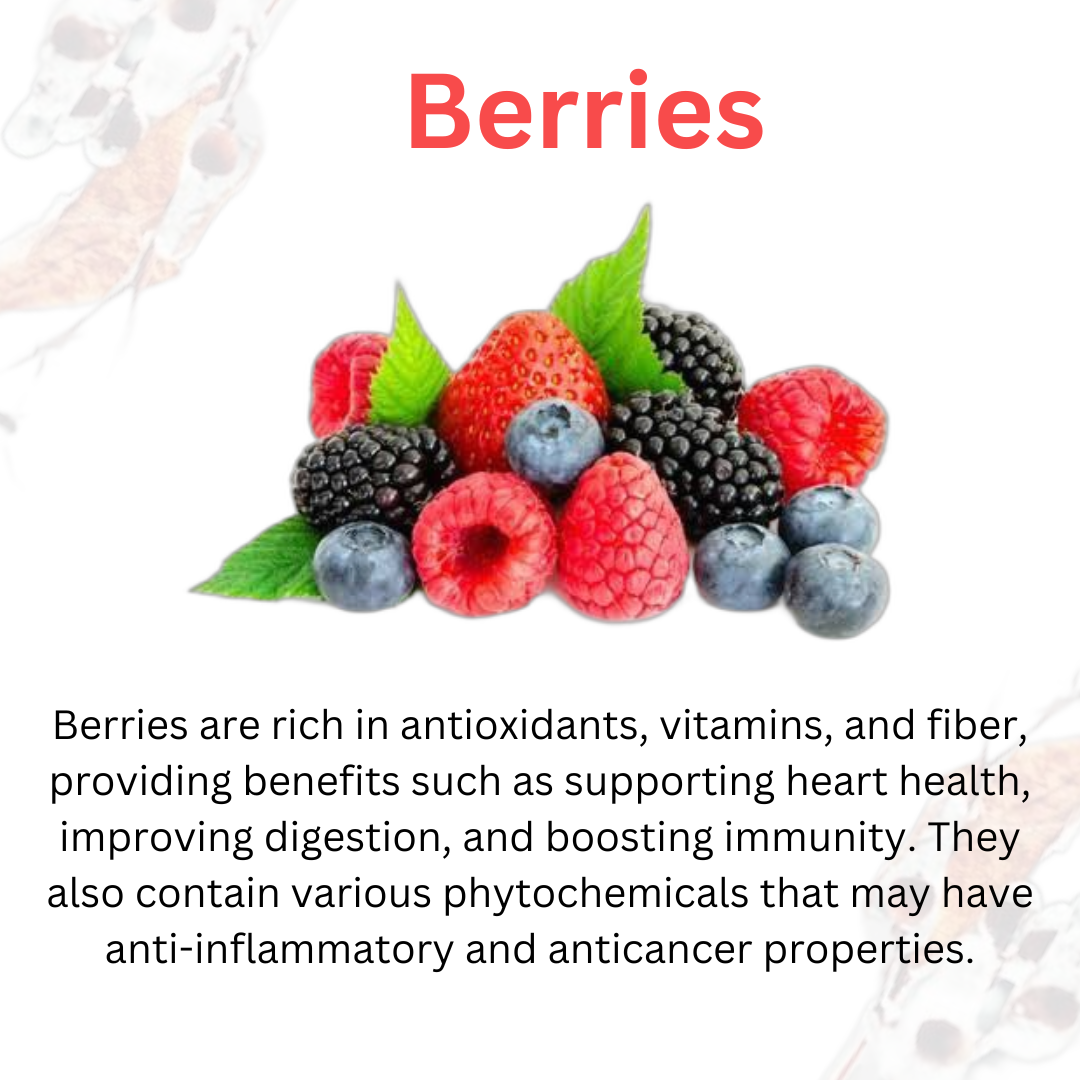 Berries
Berries are rich in antioxidants, vitamins, and fiber,
providing benefits such as supporting heart health,
improving digestion, and boosting immunity. They
also contain various phytochemicals that may have
anti-inflammatory and anticancer properties.